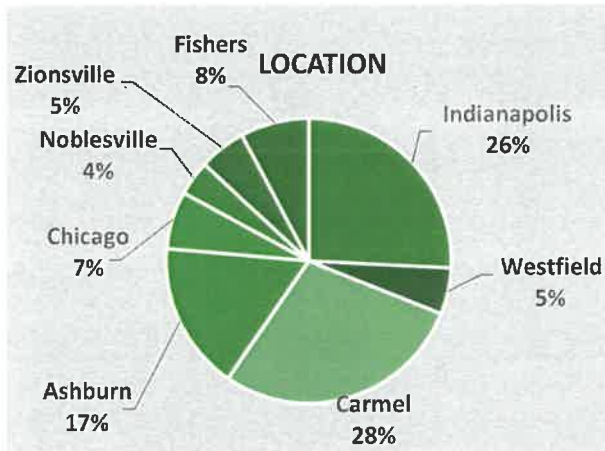 LOCATION
Fishers
8%
Zionsville
5%
Noblesville
4%
Chicago
7%
Ashburn
17%
Carmel
28%
Westfield
5%
Indianapolis
26%